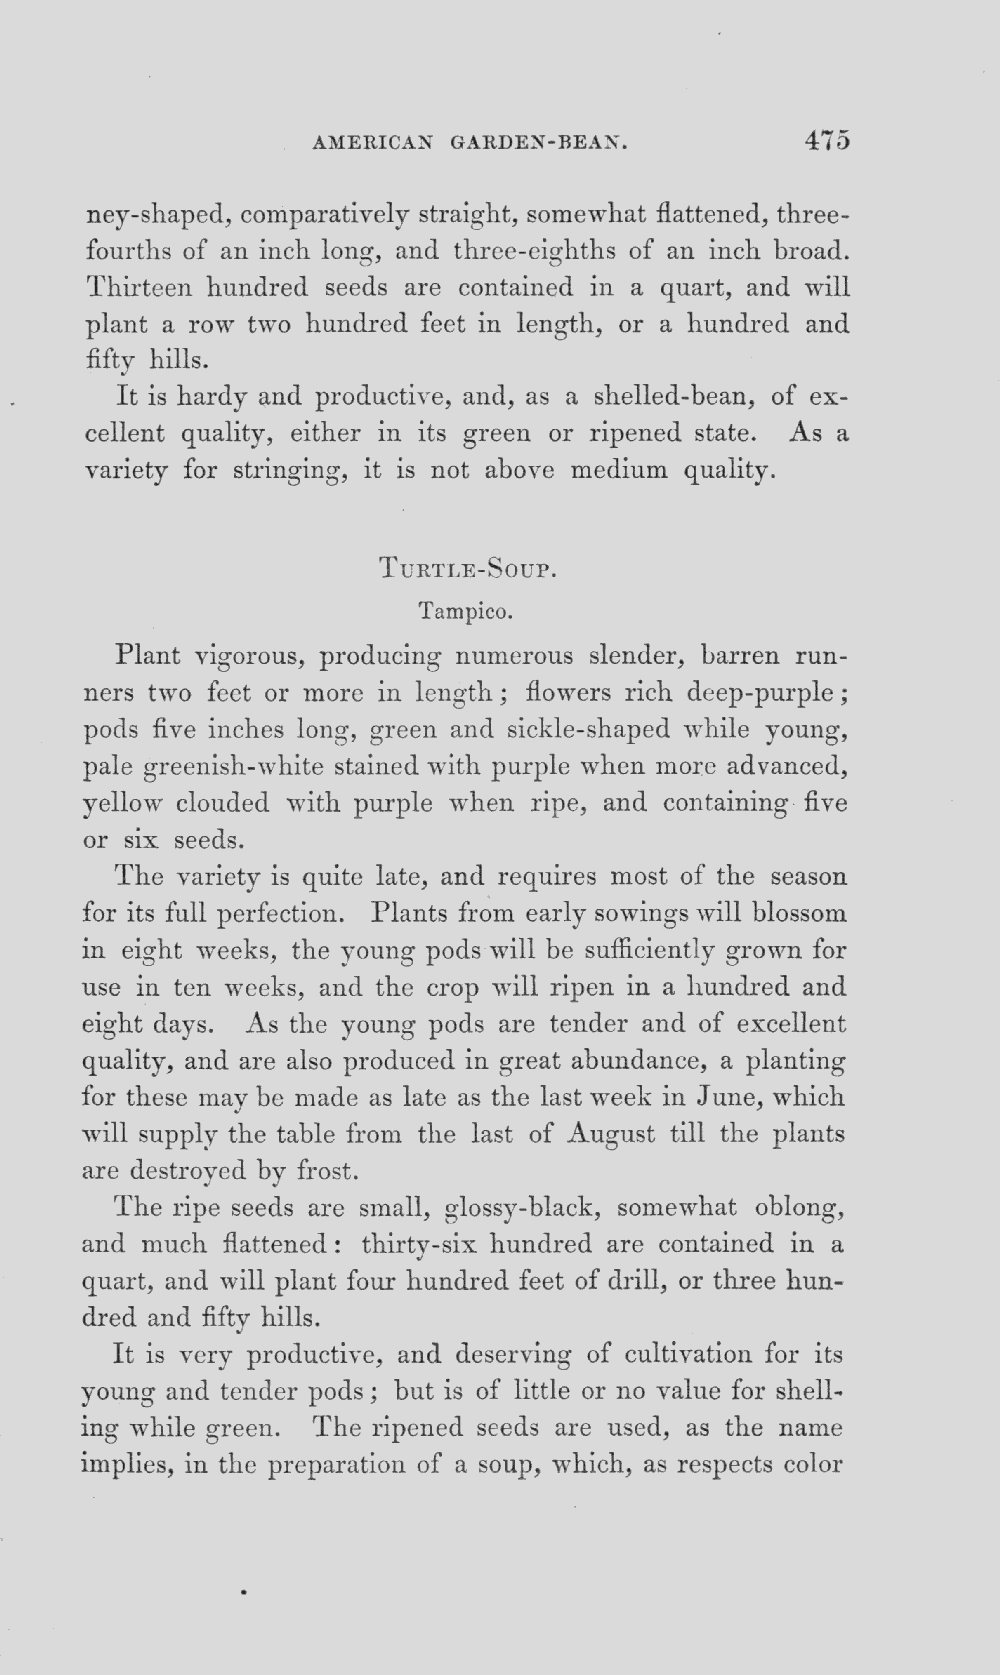 AMERICAN GARDEN-BEAN. 475
ney-shaped, comparatively straight, somewhat flattened, three-
fourths of an inch long, and three-eighths of an inch broad.
Thirteen hundred seeds are contained in a quart, and will
plant a row two hundred feet in length, or a hundred and
fifty hills.
It is hardy and productive, and, as a shelled-bean, of ex-
cellent quality, either in its green or ripened state. As a
variety for stringing, it is not above medium quality.
TURTLE-SOUP.
Tampico.
Plant vigorous, producing numerous slender, barren run-
ners two feet or more in length; flowers rich deep-purple;
pods five inches long, green and sickle-shaped while young,
pale greenish-white stained with purple when more advanced,
yellow clouded with purple when ripe, and containing five
or six seeds.
The variety is quite late, and requires most of the season
for its full perfection. Plants from early sowings will blossom
in eight weeks, the young pods will be sufficiently grown for
use in ten weeks, and the crop will ripen in a hundred and
eight days. As the young pods are tender and of excellent
quality, and are also produced in great abundance, a planting
for these may be made as late as the last week in June, which
will supply the table from the last of August till the plants
are destroyed by frost.
The ripe seeds are small, glossy-black, somewhat oblong,
and much flattened: thirty-six hundred are contained in a
quart, and will plant four hundred feet of drill, or three hun-
dred and fifty hills.
It is very productive, and deserving of cultivation for its
young and tender pods; but is of little or no value for shell-
ing while green. The ripened seeds are used, as the name
implies, in the preparation of a soup, which, as respects color